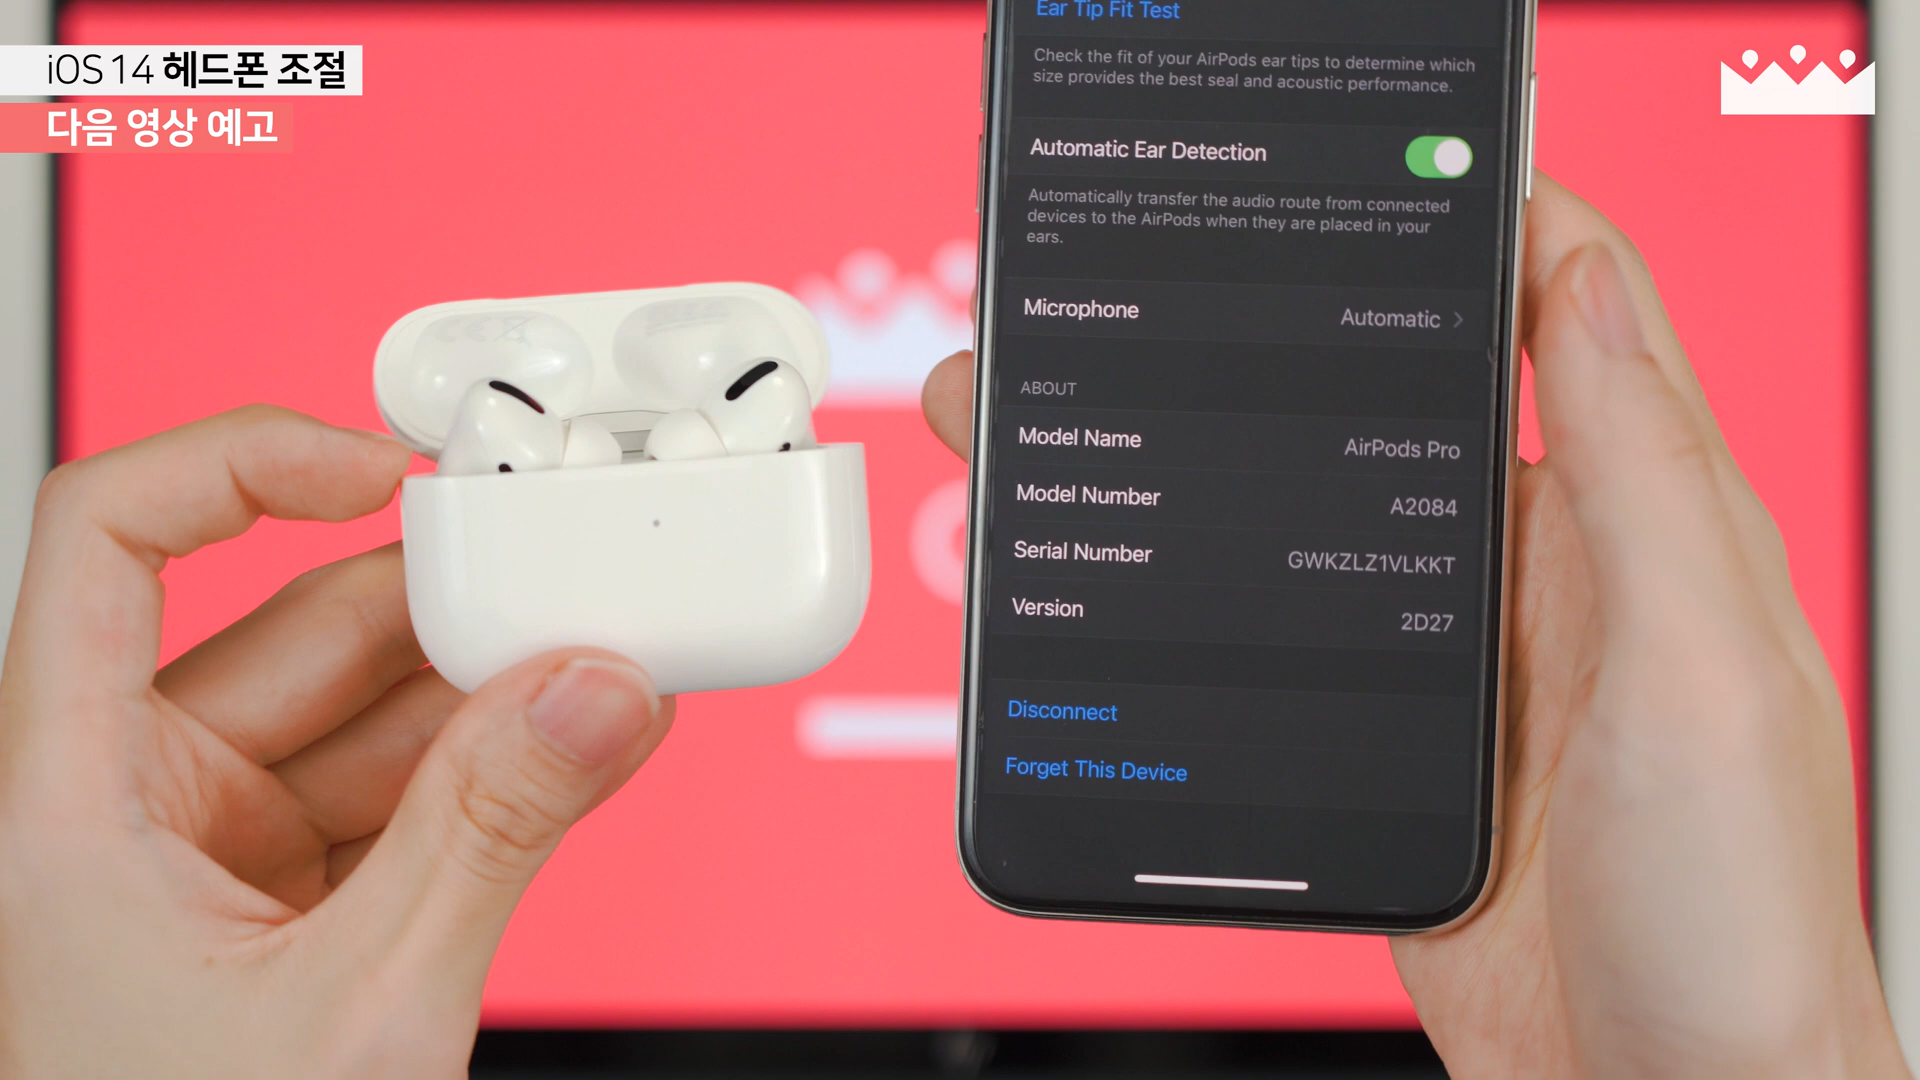 iOS 14 헤드폰 조절
다음 영상 예고
Ear Tip Fit Test
Check the fit of your AirPods ear tips to determine which
size provides the best seal and acoustic performance.
Automatic Ear Detection
Automatically transfer the audio route from connected
devices to the AirPods when they are placed in your
ears.
Microphone Automatic
ABOUT
Model Name AirPods Pro
Model Number A2084
Serial Number GWKZLZ1VLKKT
Version 2D27
Disconnect
Forget This Device